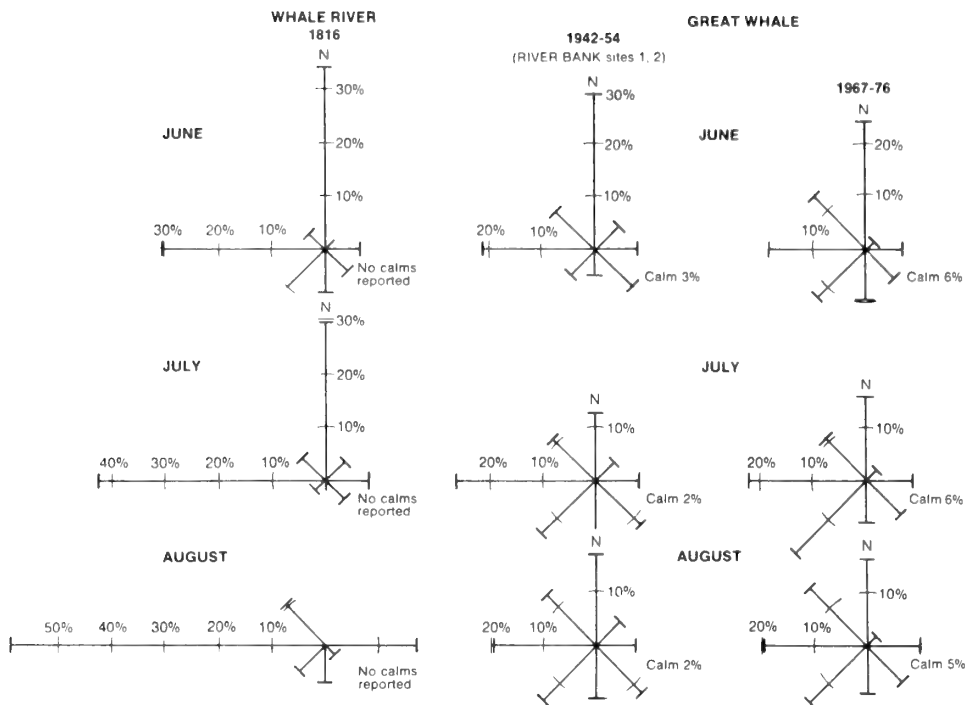 WHALE RIVER
1816
GREAT WHALE
1942-54
(RIVER BANK sites 1, 2)
1967-76
JUNE
N
30%
20%
10%
30% 20% 10%
No calms
reported
N
30%
20%
10%
20% 10%
Calm 3%
JUNE
N
20%
10%
10%
Calm 6%
JULY
N
30%
20%
10%
40% 30% 20% 10%
No calms
reported
N
10%
20% 10%
Calm 2%
JULY
N
10%
20% 10%
Calm 6%
AUGUST
50% 40% 30% 20% 10%
No calms
reported
N
10%
20% 10%
Calm 2%
AUGUST
N
10%
20% 10%
Calm 5%